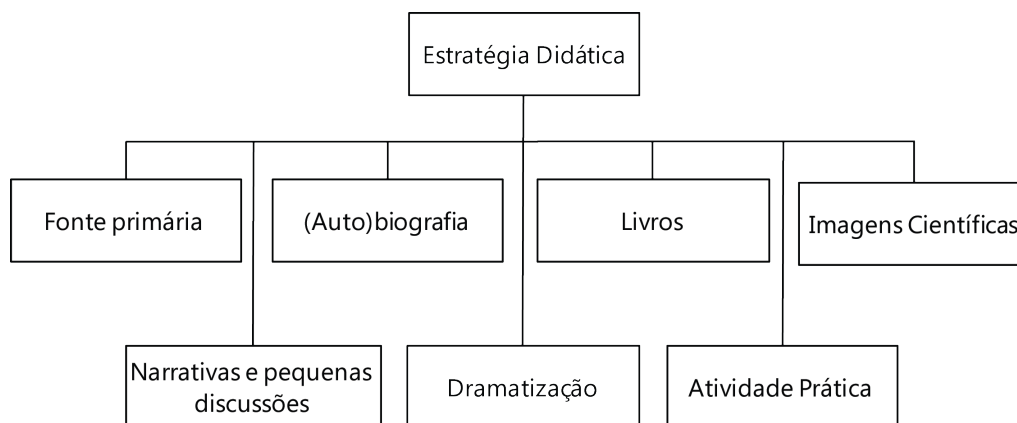 Estratégia Didática
Fonte primária
(Auto)biografia
Livros
Imagens Científicas
Narrativas e pequenas
discussões
Dramatização
Atividade Prática